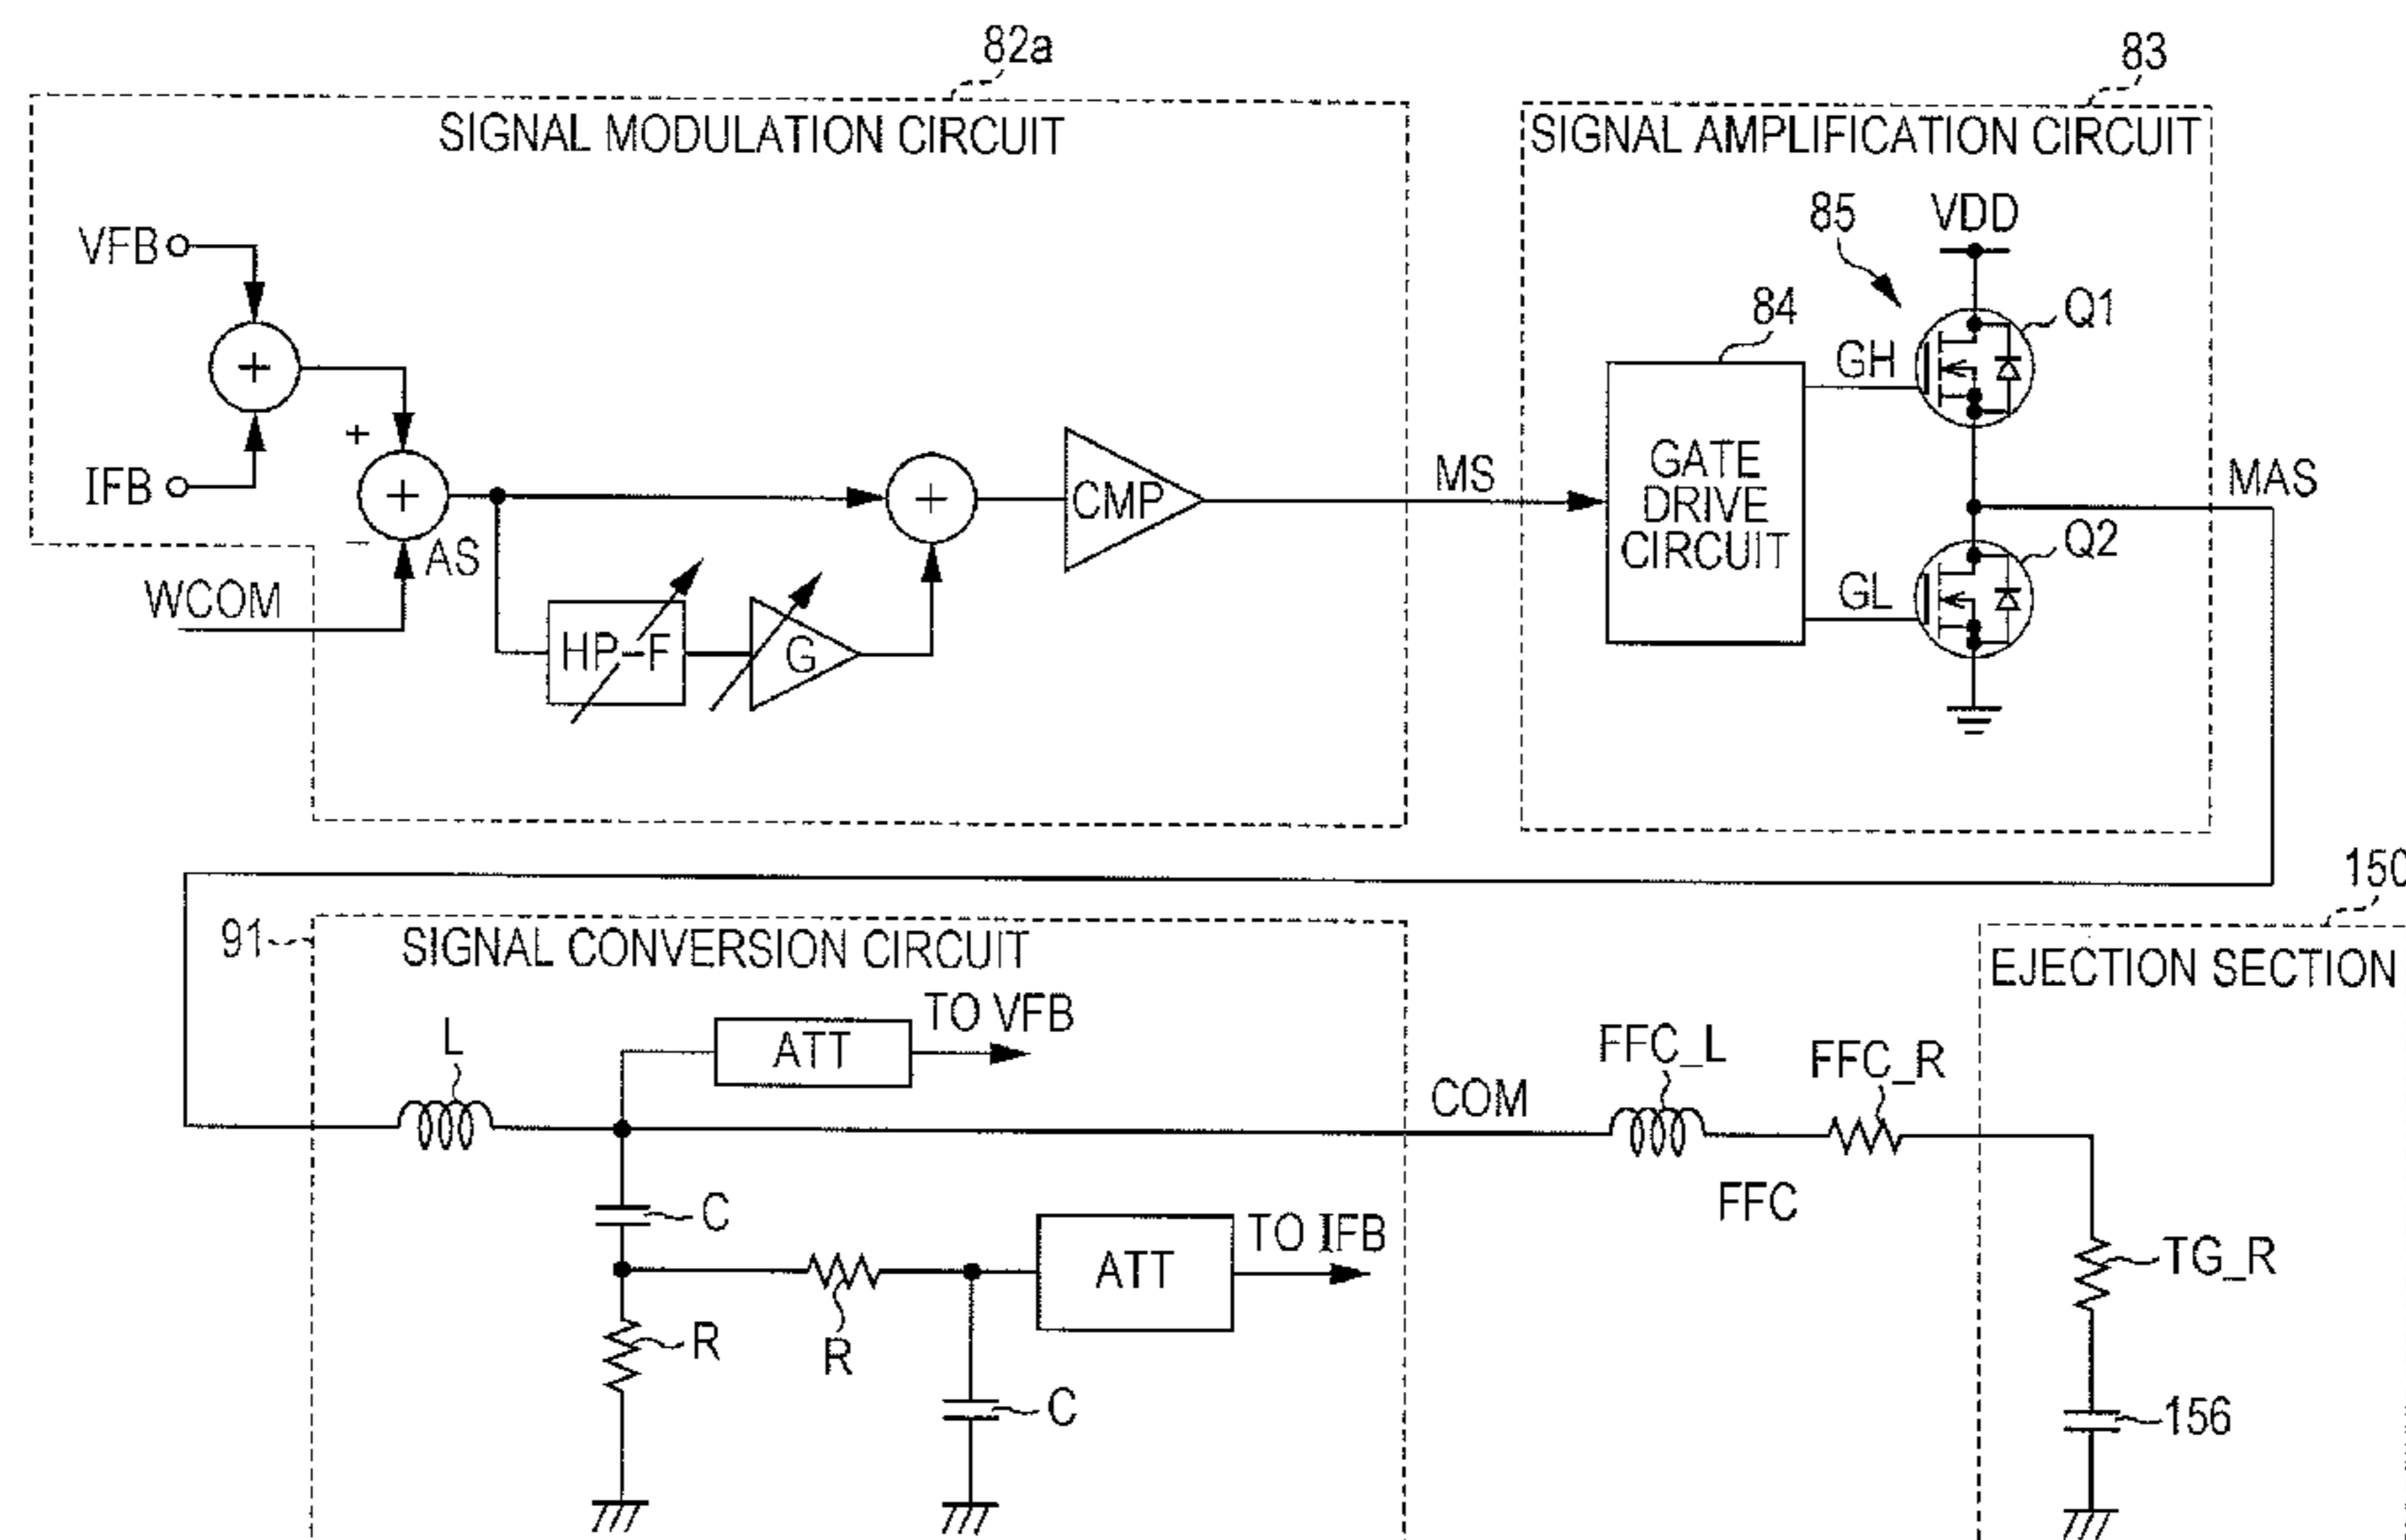 82a
83
SIGNAL MODULATION CIRCUIT
SIGNAL AMPLIFICATION CIRCUIT
VFB
+
IFB
+
+
−
AS
WCOM
HP-F
G
+
CMP
MS
85
VDD
84
GH
Q1
GATE
DRIVE
CIRCUIT
GL
Q2
MAS
150
91
SIGNAL CONVERSION CIRCUIT
EJECTION SECTION
L
ATT
TO VFB
COM
FFC_L
FFC_R
FFC
C
R
R
C
ATT
TO IFB
TG_R
156